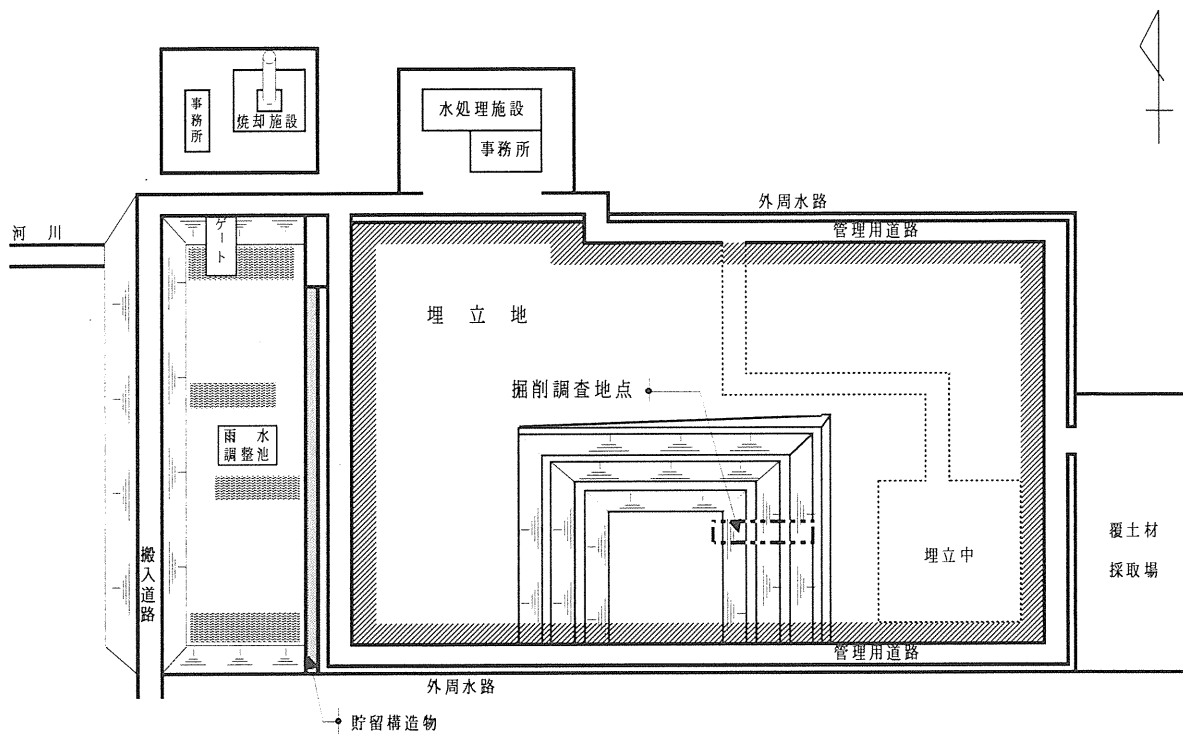 事務所
焼却施設
水処理施設
事務所
外周水路
河川
ゲート
管理用道路
埋立地
掘削調査地点
雨水
調整池
搬入道路
埋立中
覆土材
採取場
管理用道路
外周水路
貯留構造物